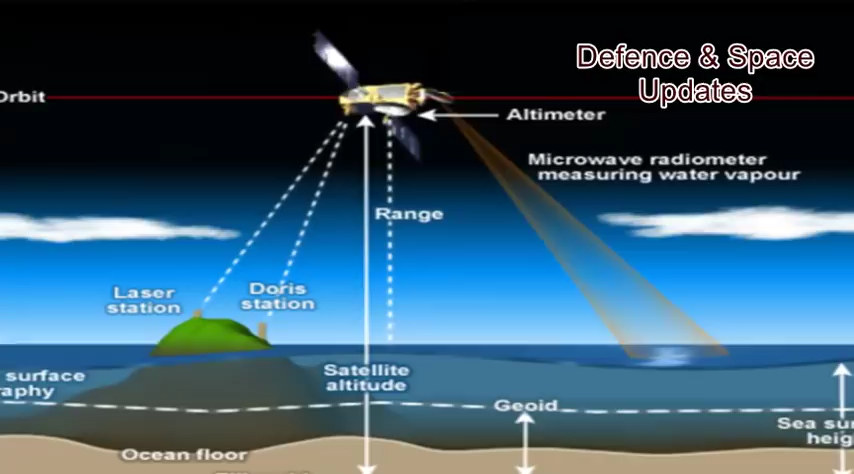 Defence & Space
Updates
Orbit
Altimeter
Microwave radiometer
measuring water vapour
Range
Laser
station
Doris
station
Satellite
altitude
surface
Geoid
Sea
Ocean floor